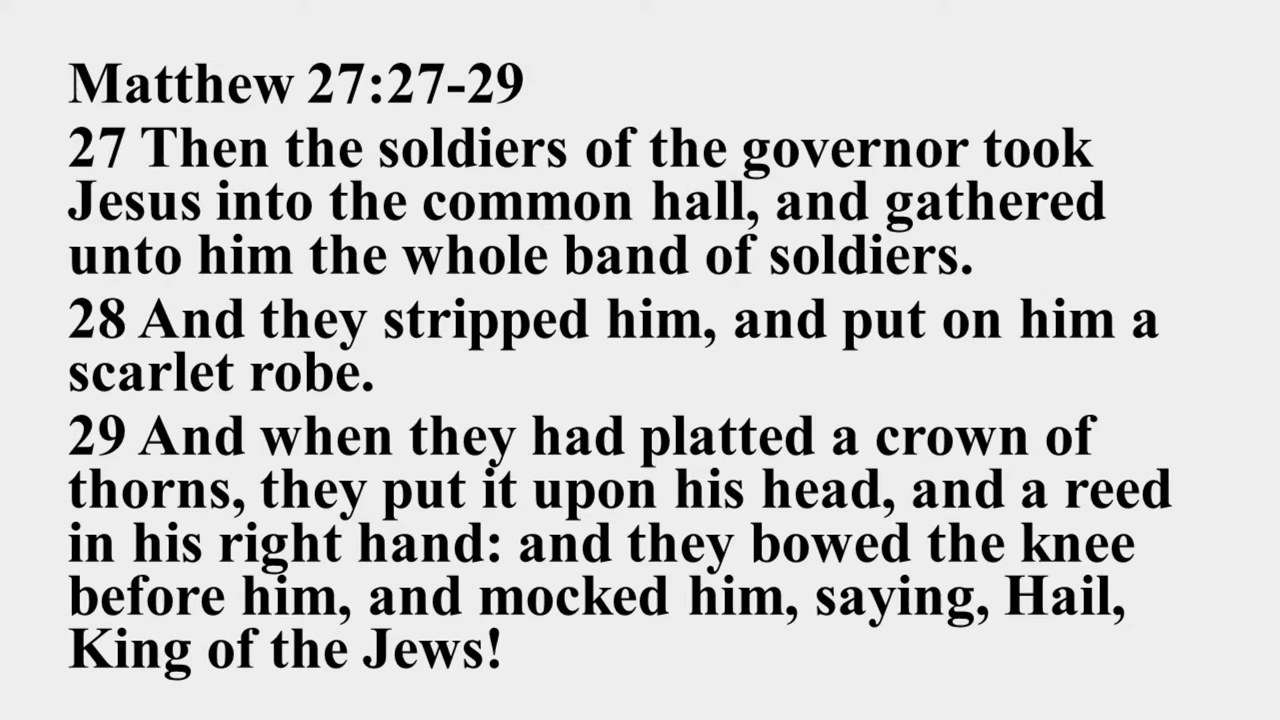 Matthew 27:27-29
27 Then the soldiers of the governor took
Jesus into the common hall, and gathered
unto him the whole band of soldiers.
28 And they stripped him, and put on him a
scarlet robe.
29 And when they had platted a crown of
thorns, they put it upon his head, and a reed
in his right hand: and they bowed the knee
before him, and mocked him, saying, Hail,
King of the Jews!